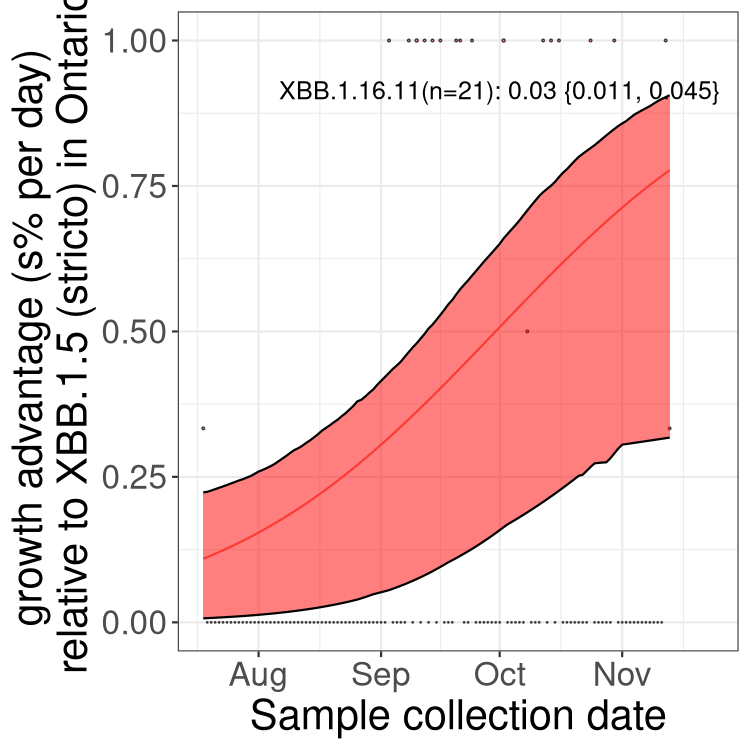 growth advantage (s% per day)
relative to XBB.1.5 (stricto) in Ontario
1.00
0.75
0.50
0.25
0.00
XBB.1.16.11(n=21): 0.03 {0.011, 0.045}
Aug Sep Oct Nov
Sample collection date